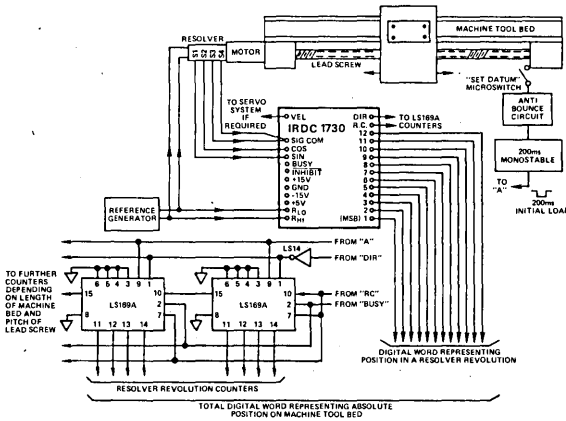 RESOLVER
S1
S2
S3
S4
MOTOR
MACHINE TOOL BED
LEAD SCREW
"SET DATUM"
MICROSWITCH
ANTI
BOUNCE
CIRCUIT
200ms
MONOSTABLE
TO
"A"
200ms
INITIAL LOAD
TO SERVO
SYSTEM
IF
REQUIRED
IRDC 1730
VEL
SIG COM
COS
SIN
BUSY
INHIBIT
+15V
GND
-15V
+5V
RLO
RHI
DIR
R.C.
12
11
10
9
8
7
6
5
4
3
2
(MSB) 1
TO LS169A
COUNTERS
REFERENCE
GENERATOR
LS14
FROM "A"
FROM "DIR"
FROM "RC"
FROM "BUSY"
TO FURTHER
COUNTERS
DEPENDING
ON LENGTH
OF MACHINE
BED AND
PITCH OF
LEAD SCREW
6 5 4 3 9 1
15 10
LS169A 2
8 7
11 12 13 14
6 5 4 3 9 1
15 10
LS169A 2
8 7
11 12 13 14
RESOLVER REVOLUTION COUNTERS
DIGITAL WORD REPRESENTING
POSITION IN A RESOLVER REVOLUTION
TOTAL DIGITAL WORD REPRESENTING ABSOLUTE
POSITION ON MACHINE TOOL BED